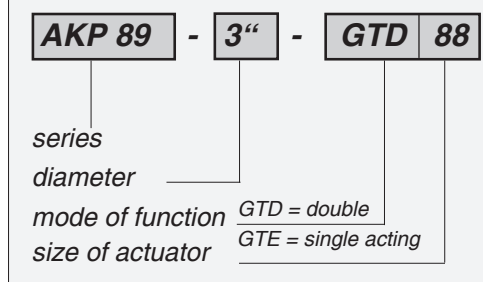 AKP 89 - 3“ - GTD 88
series
diameter
mode of function GTD = double
GTE = single acting
size of actuator